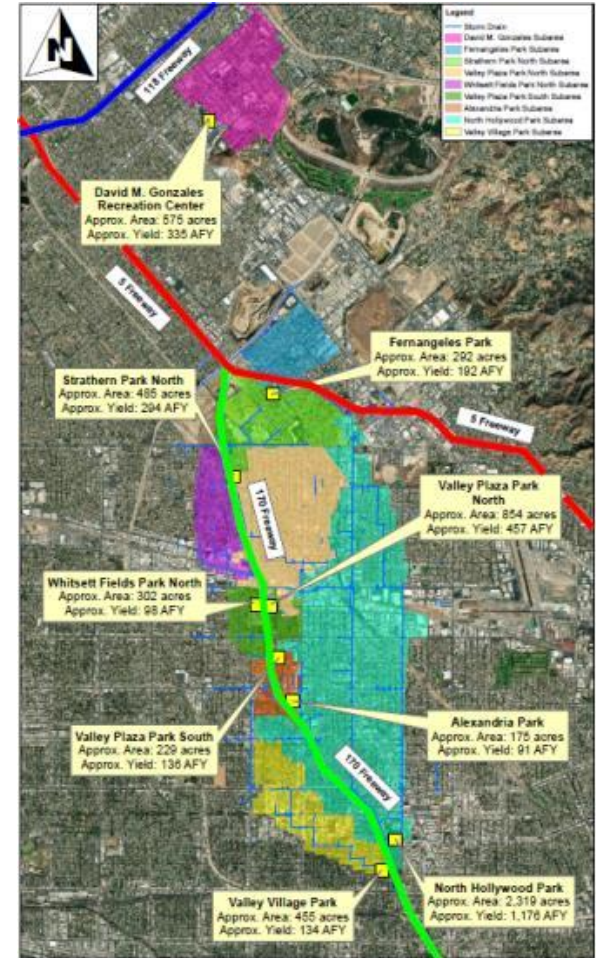 N
Legend
Storm Drain
David M. Gonzales Subarea
Fernangeles Park Subarea
Strathern Park North Subarea
Valley Plaza Park North Subarea
Whitsett Fields Park North Subarea
Valley Plaza Park South Subarea
Alexandria Park Subarea
North Hollywood Park Subarea
Valley Village Park Subarea
118 Freeway
David M. Gonzales
Recreation Center
Approx. Area: 575 acres
Approx. Yield: 335 AFY
5 Freeway
Fernangeles Park
Approx. Area: 292 acres
Approx. Yield: 192 AFY
Strathern Park North
Approx. Area: 485 acres
Approx. Yield: 294 AFY
5 Freeway
170 Freeway
Valley Plaza Park
North
Approx. Area: 854 acres
Approx. Yield: 457 AFY
Whitsett Fields Park North
Approx. Area: 302 acres
Approx. Yield: 98 AFY
Valley Plaza Park South
Approx. Area: 229 acres
Approx. Yield: 136 AFY
Alexandria Park
Approx. Area: 175 acres
Approx. Yield: 91 AFY
170 Freeway
Valley Village Park
Approx. Area: 455 acres
Approx. Yield: 134 AFY
North Hollywood Park
Approx. Area: 2,319 acres
Approx. Yield: 1,176 AFY